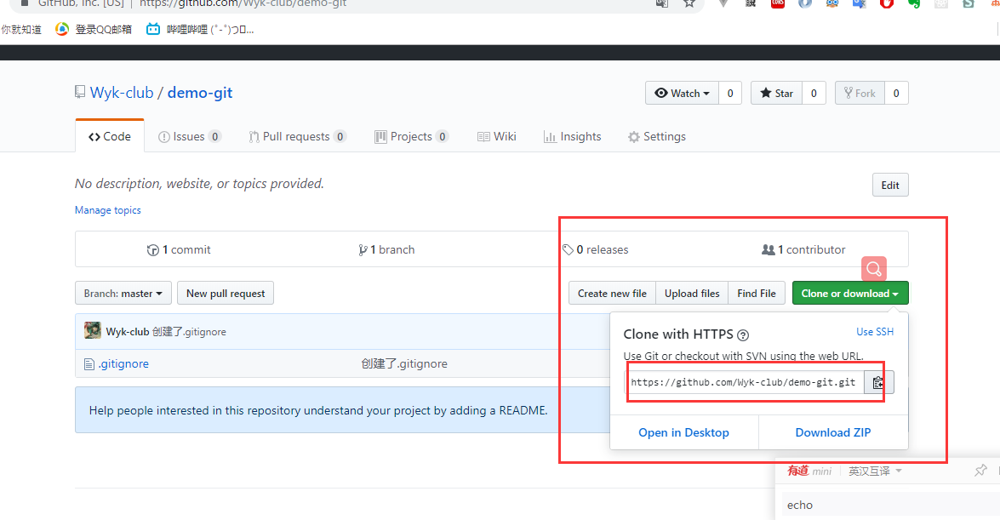 GitHub, Inc. [US] | https://github.com/Wyk-club/demo-git
你就知道 登录QQ邮箱 哔哩哔哩 (゜-゜)つ...
Wyk-club / demo-git
Watch 0 Star 0 Fork 0
Code Issues 0 Pull requests 0 Projects 0 Wiki Insights Settings
No description, website, or topics provided.
Edit
Manage topics
1 commit 1 branch 0 releases 1 contributor
Branch: master New pull request Create new file Upload files Find File Clone or download
Wyk-club 创建了.gitignore
.gitignore 创建了.gitignore
Help people interested in this repository understand your project by adding a README.
Clone with HTTPS Use SSH
Use Git or checkout with SVN using the web URL.
https://github.com/Wyk-club/demo-git.git
Open in Desktop Download ZIP
有道 mini 英汉互译
echo